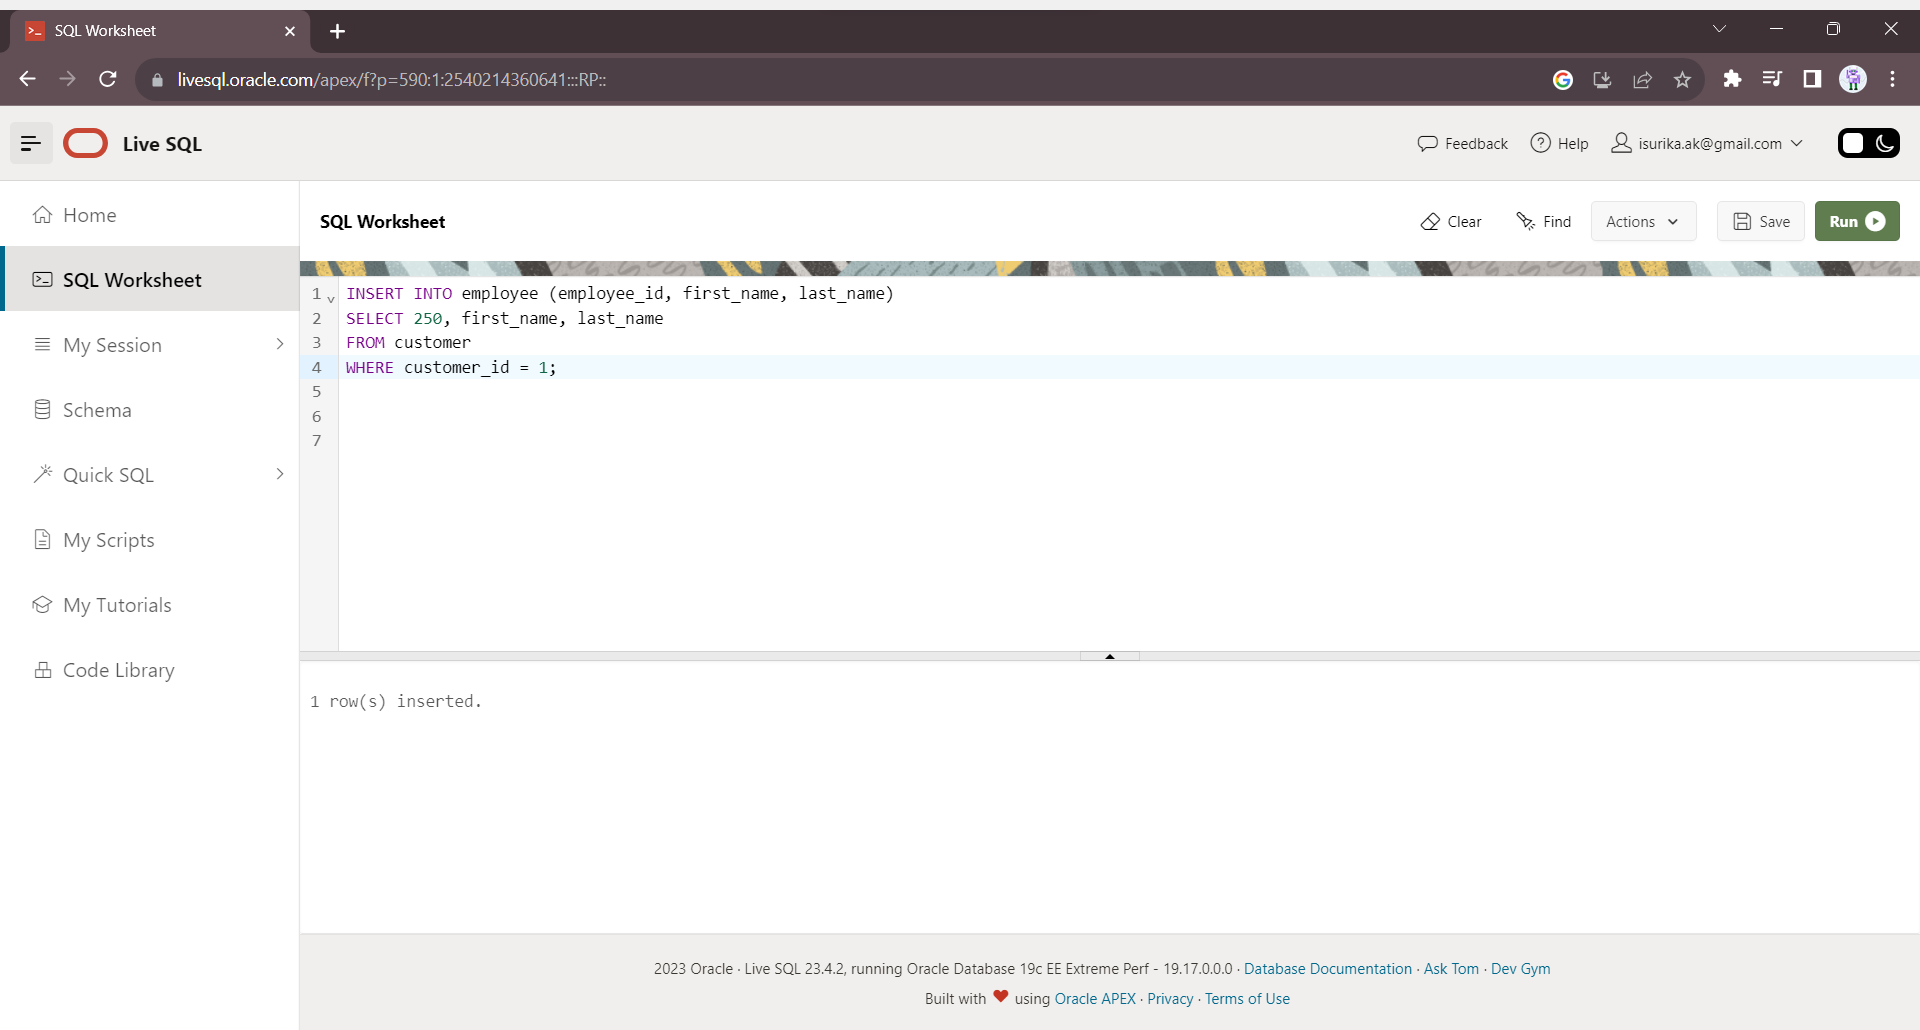 SQL Worksheet
livesql.oracle.com/apex/f?p=590:1:2540214360641:::RP::
Live SQL
Feedback
Help
isurika.ak@gmail.com
Home
SQL Worksheet
My Session
Schema
Quick SQL
My Scripts
My Tutorials
Code Library
SQL Worksheet
Clear
Find
Actions
Save
Run
1 INSERT INTO employee (employee_id, first_name, last_name)
2 SELECT 250, first_name, last_name
3 FROM customer
4 WHERE customer_id = 1;
5
6
7
1 row(s) inserted.
2023 Oracle · Live SQL 23.4.2, running Oracle Database 19c EE Extreme Perf - 19.17.0.0.0 · Database Documentation · Ask Tom · Dev Gym
Built with ❤ using Oracle APEX · Privacy · Terms of Use